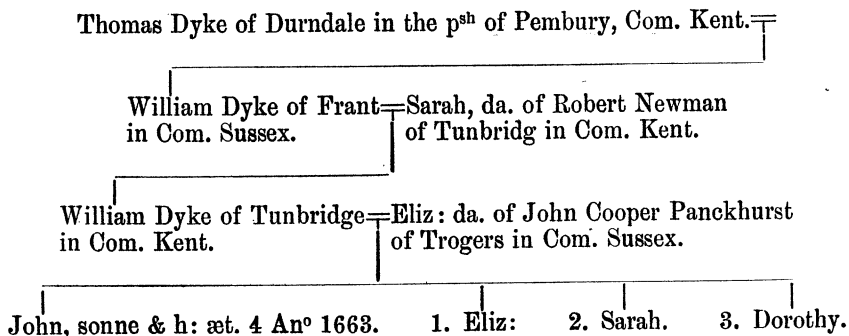 Thomas Dyke of Durndale in the pˢʰ of Pembury, Com. Kent.
William Dyke of Frant=Sarah, da. of Robert Newman
in Com. Sussex. of Tunbridg in Com. Kent.
William Dyke of Tunbridge=Eliz: da. of John Cooper Panckhurst
in Com. Kent. of Trogers in Com. Sussex.
John, sonne & h: æt. 4 Anº 1663. 1. Eliz: 2. Sarah. 3. Dorothy.